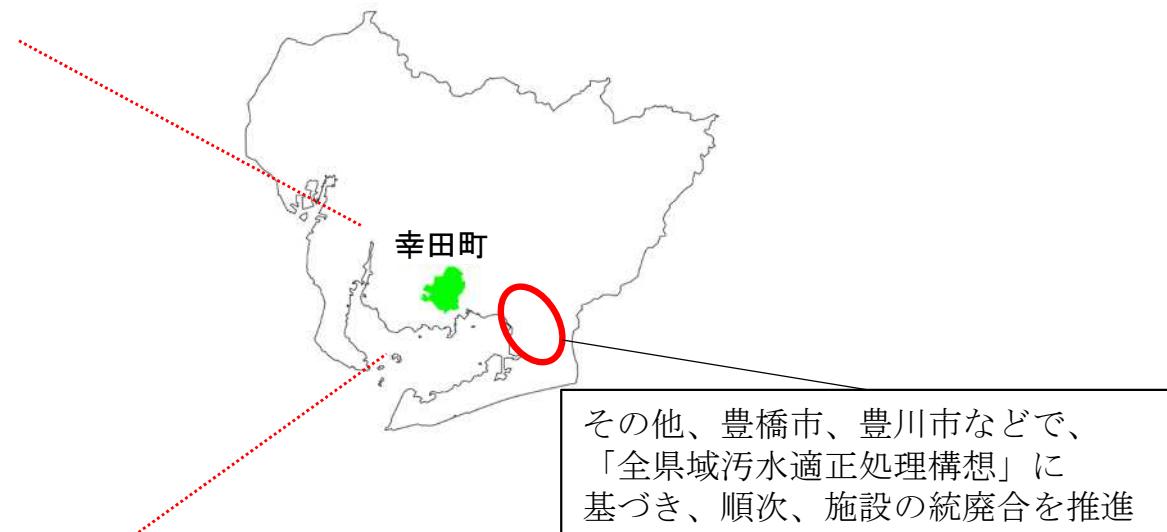 幸田町
その他、豊橋市、豊川市などで、
「全県域汚水適正処理構想」に
基づき、順次、施設の統廃合を推進